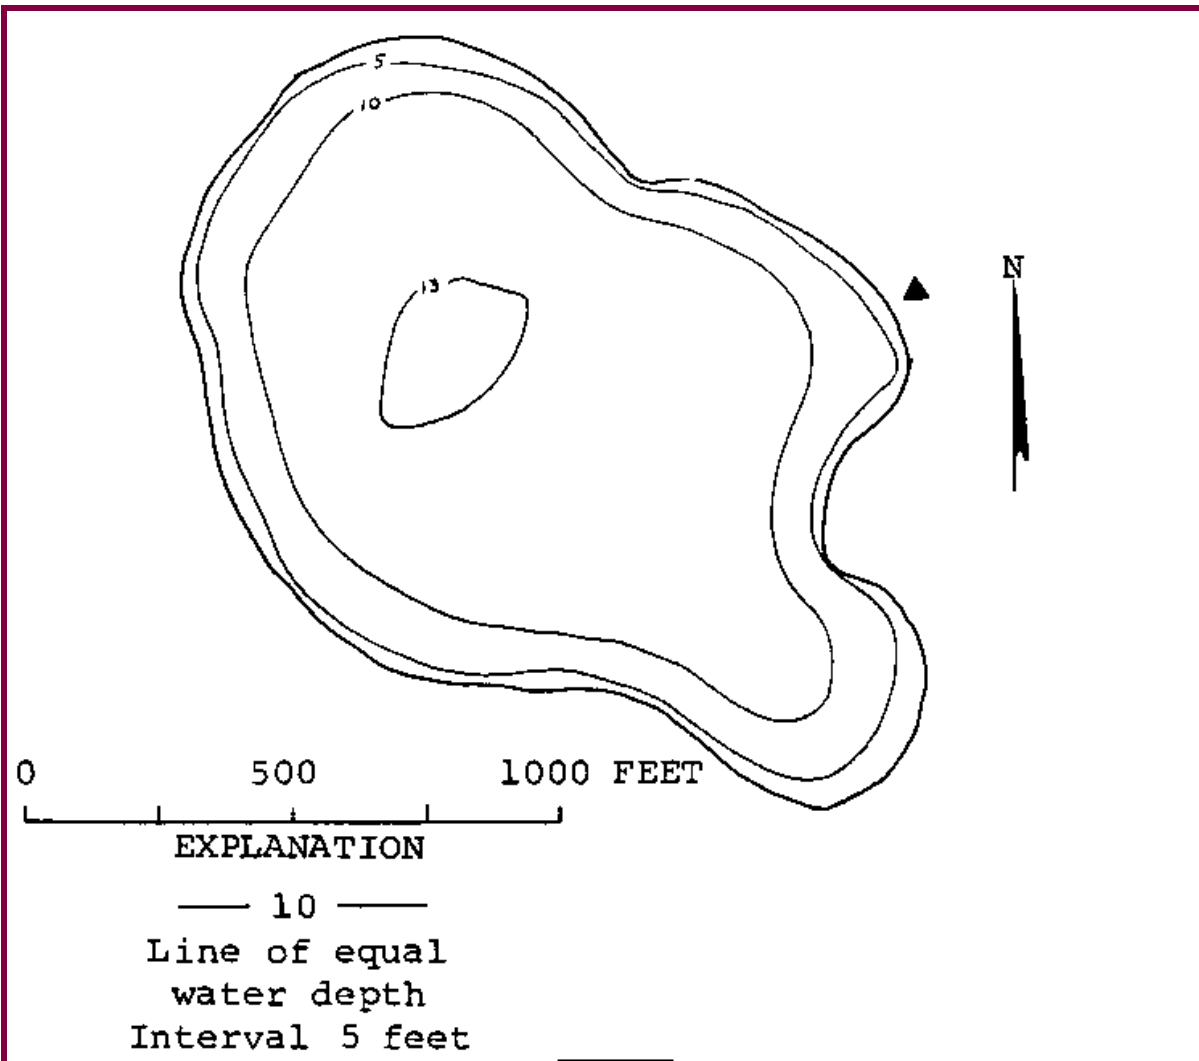 5
10
N
13
0 500 1000 FEET
EXPLANATION
10
Line of equal
water depth
Interval 5 feet